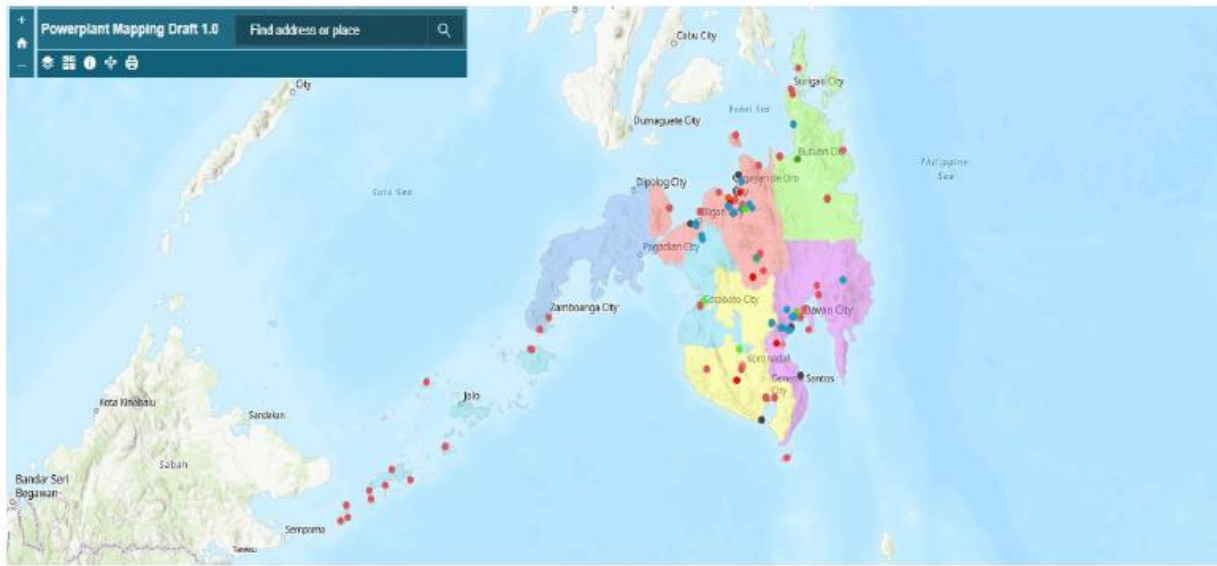 Powerplant Mapping Draft 1.0
Find address or place
Cebu City
City
Surigao City
Bohol Sea
Dumaguete City
Butuan City
Philippine
Sea
Cagayan de Oro
Sulu Sea
Dipolog City
Iligan City
Pagadian City
Cotabato City
Zamboanga City
Davao City
Koronadal
General Santos
City
Jolo
Kota Kinabalu
Sandakan
Sabah
Bandar Seri
Begawan
Semporna
Tawau